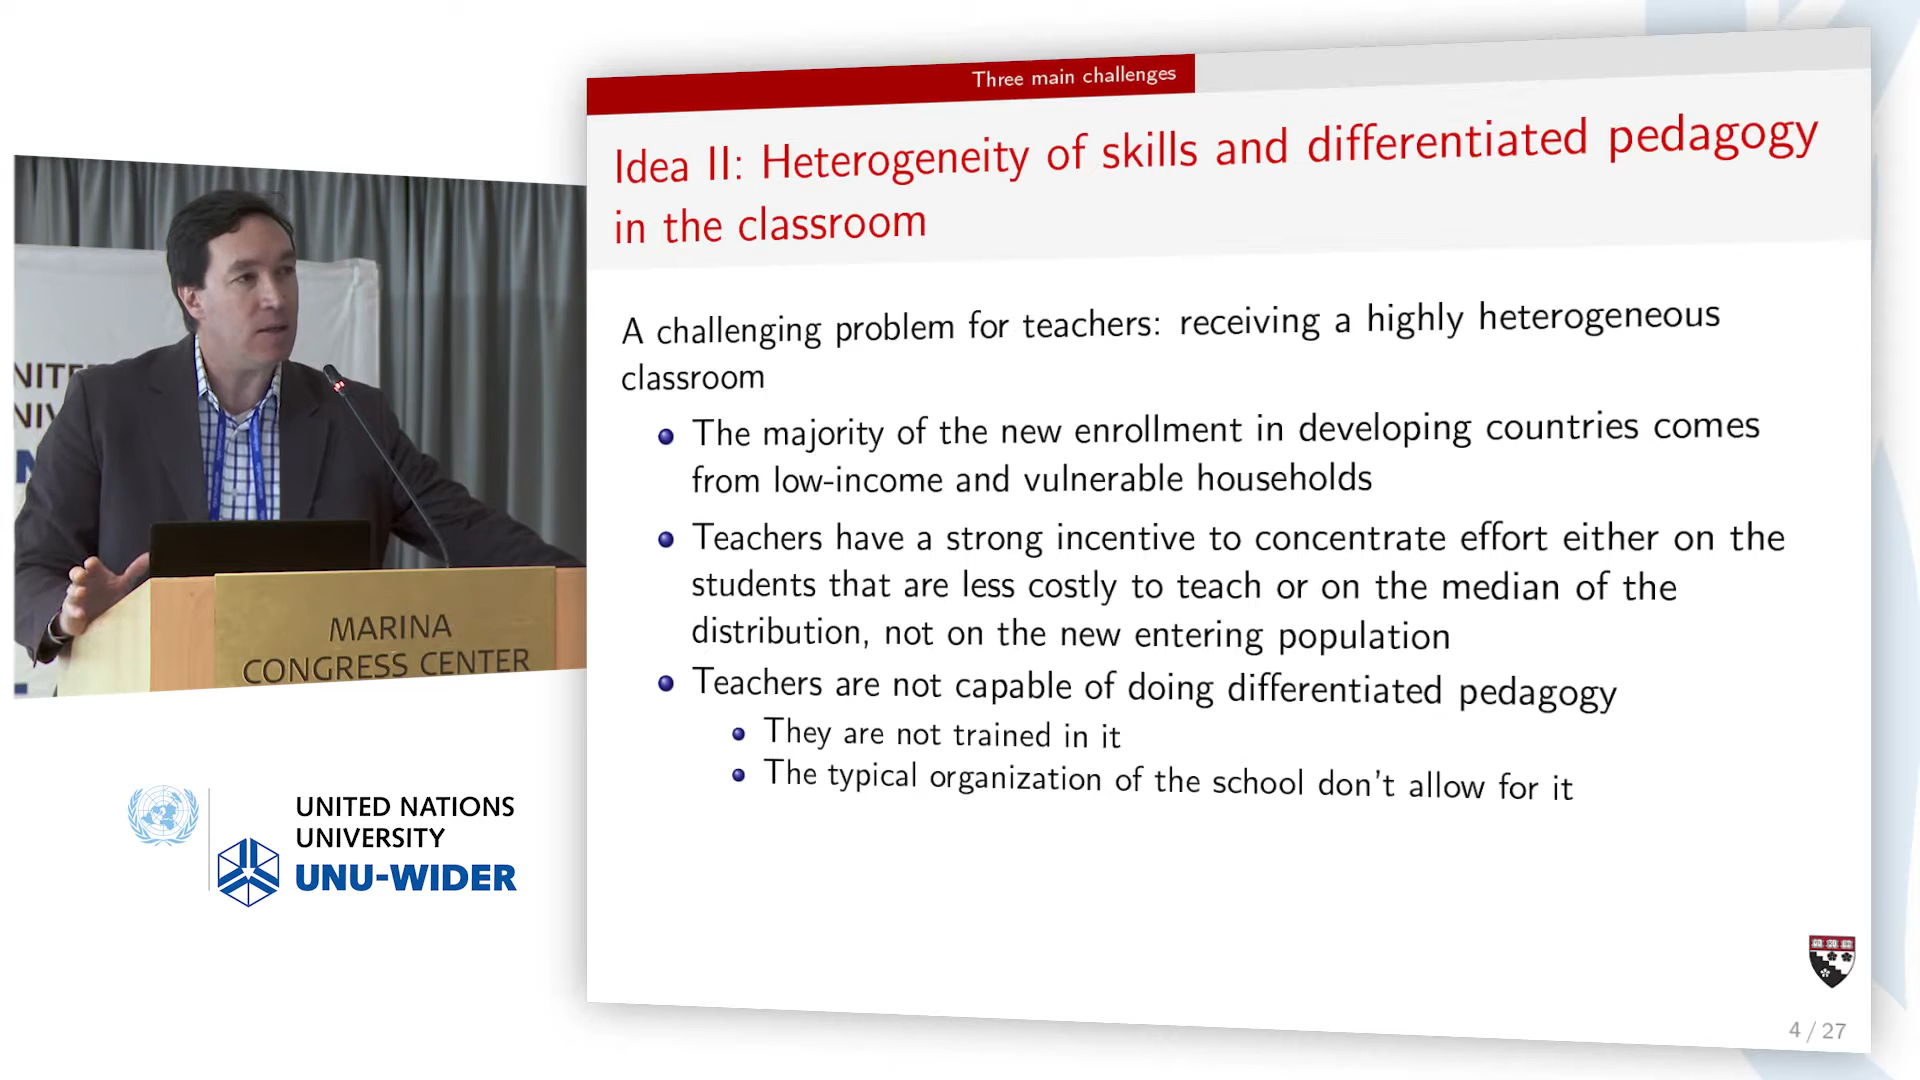 Three main challenges
Idea II: Heterogeneity of skills and differentiated pedagogy
in the classroom
A challenging problem for teachers: receiving a highly heterogeneous
classroom
The majority of the new enrollment in developing countries comes
from low-income and vulnerable households
Teachers have a strong incentive to concentrate effort either on the
students that are less costly to teach or on the median of the
distribution, not on the new entering population
Teachers are not capable of doing differentiated pedagogy
They are not trained in it
The typical organization of the school don't allow for it
4 / 27
MARINA
CONGRESS CENTER
UNITED NATIONS
UNIVERSITY
UNU-WIDER